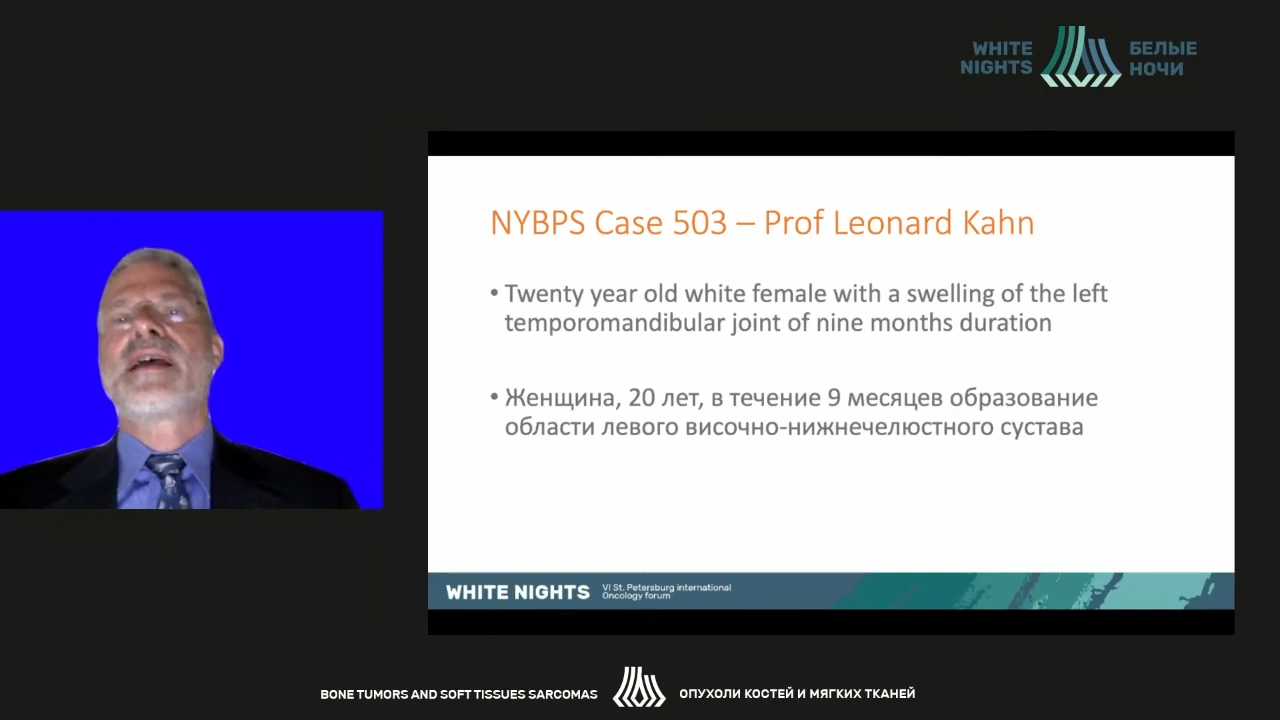 WHITE
NIGHTS
БЕЛЫЕ
НОЧИ
NYBPS Case 503 – Prof Leonard Kahn
• Twenty year old white female with a swelling of the left
temporomandibular joint of nine months duration
• Женщина, 20 лет, в течение 9 месяцев образование
области левого височно-нижнечелюстного сустава
WHITE NIGHTS
VI St. Petersburg international
Oncology forum
BONE TUMORS AND SOFT TISSUES SARCOMAS
ОПУХОЛИ КОСТЕЙ И МЯГКИХ ТКАНЕЙ